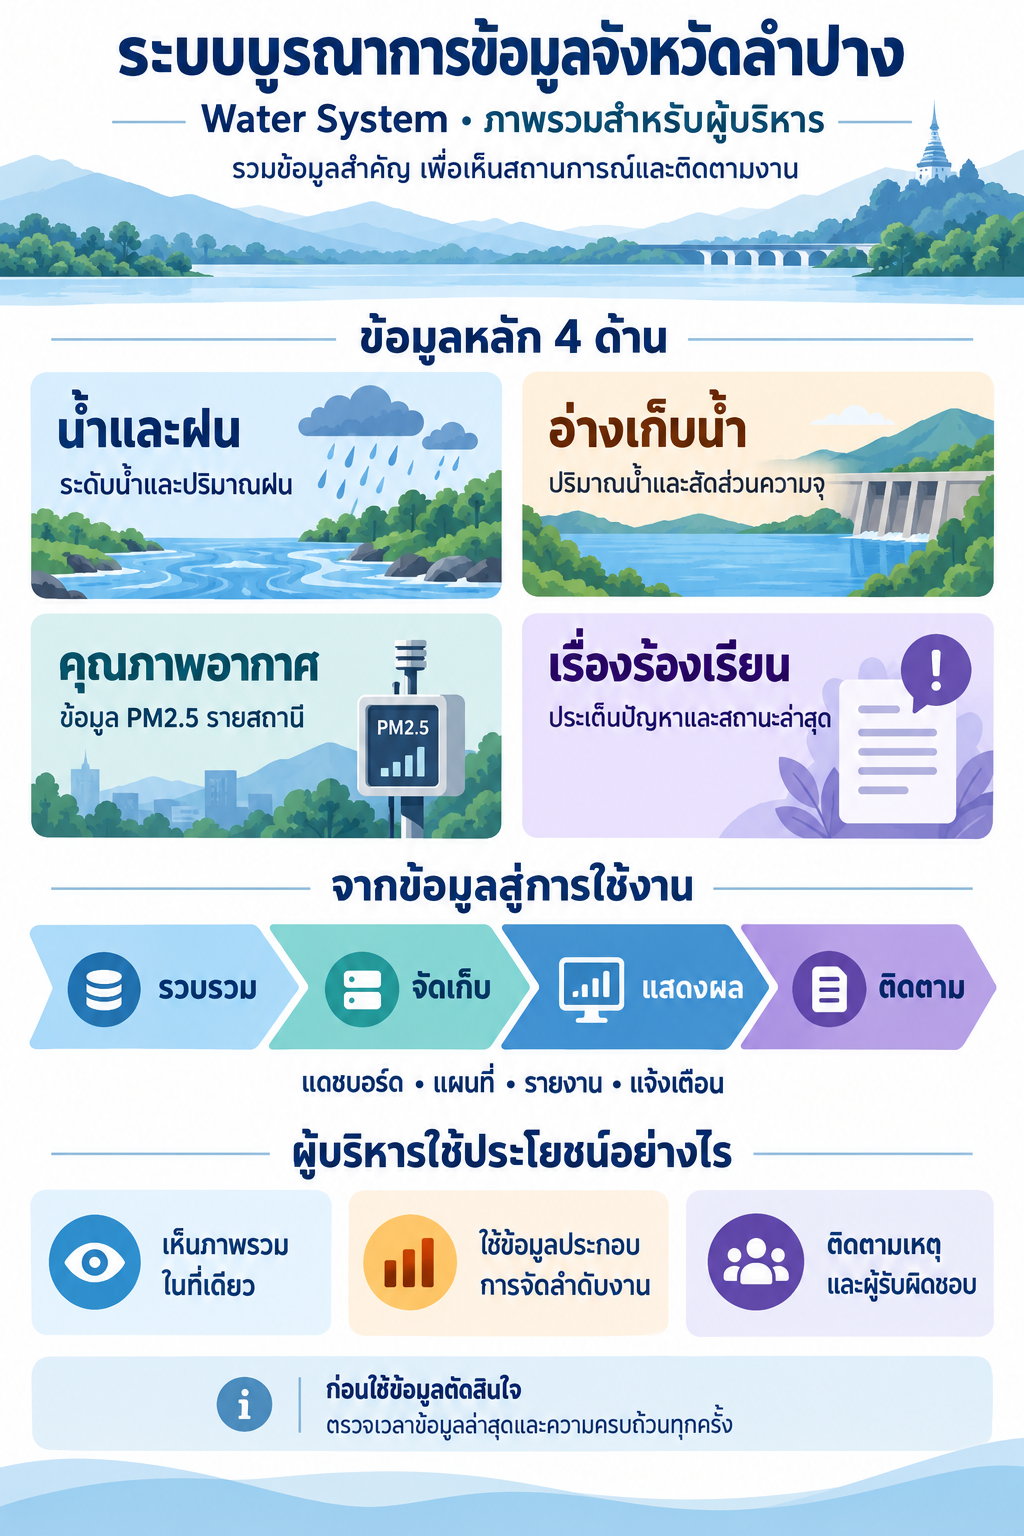 ระบบบูรณาการข้อมูลจังหวัดลำปาง
Water System • ภาพรวมสำหรับผู้บริหาร
รวมข้อมูลสำคัญ เพื่อเห็นสถานการณ์และติดตามงาน
ข้อมูลหลัก 4 ด้าน
น้ำและฝน
ระดับน้ำและปริมาณฝน
อ่างเก็บน้ำ
ปริมาณน้ำและสัดส่วนความจุ
คุณภาพอากาศ
ข้อมูล PM2.5 รายสถานี
PM2.5
เรื่องร้องเรียน
ประเต็นปัญหาและสถานะล่าสุด
จากข้อมูลสู่การใช้งาน
รวบรวม
จัดเก็บ
แสดงผล
ติดตาม
แดชบอร์ด • แผนที่ • รายงาน • แจ้งเตือน
ผู้บริหารใช้ประโยชน์อย่างไร
เห็นภาพรวม
ในที่เดียว
ใช้ข้อมูลประกอบ
การจัดลำดับงาน
ติดตามเหตุ
และผู้รับผิดชอบ
ก่อนใช้ข้อมูลตัดสินใจ
ตรวจเวลาข้อมูลล่าสุดและความครบถ้วนทุกครั้ง